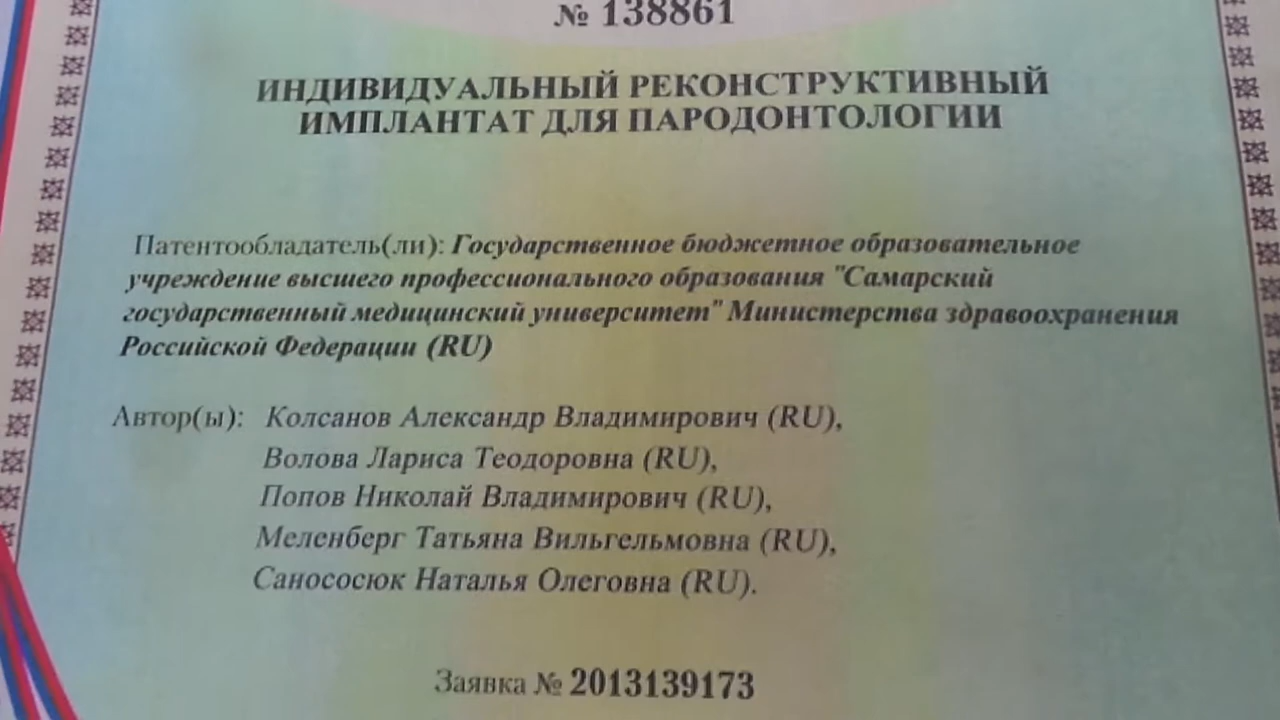 № 138861
ИНДИВИДУАЛЬНЫЙ РЕКОНСТРУКТИВНЫЙ
ИМПЛАНТАТ ДЛЯ ПАРОДОНТОЛОГИИ
Патентообладатель(ли): Государственное бюджетное образовательное
учреждение высшего профессионального образования "Самарский
государственный медицинский университет" Министерства здравоохранения
Российской Федерации (RU)
Автор(ы): Колсанов Александр Владимирович (RU),
Волова Лариса Теодоровна (RU),
Попов Николай Владимирович (RU),
Меленберг Татьяна Вильгельмовна (RU),
Санососюк Наталья Олеговна (RU).
Заявка № 2013139173